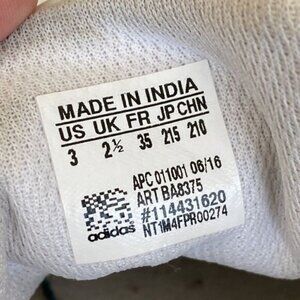 MADE IN INDIA
US UK FR JP CHN
3 2½ 35 215 210
APC 011001 06/16
ART BA8375
#114431620
NT1M4FPR00274
adidas